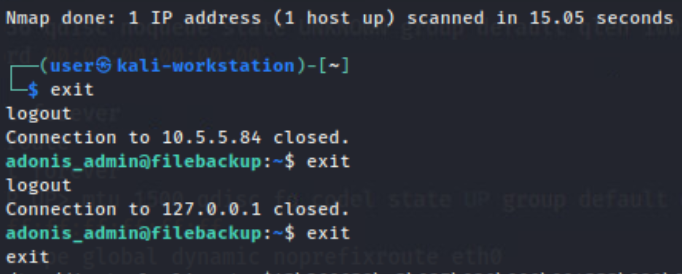 Nmap done: 1 IP address (1 host up) scanned in 15.05 seconds
┌──(user㉿kali-workstation)-[~]
└─$ exit
logout
Connection to 10.5.5.84 closed.
adonis_admin@filebackup:~$ exit
logout
Connection to 127.0.0.1 closed.
adonis_admin@filebackup:~$ exit
exit